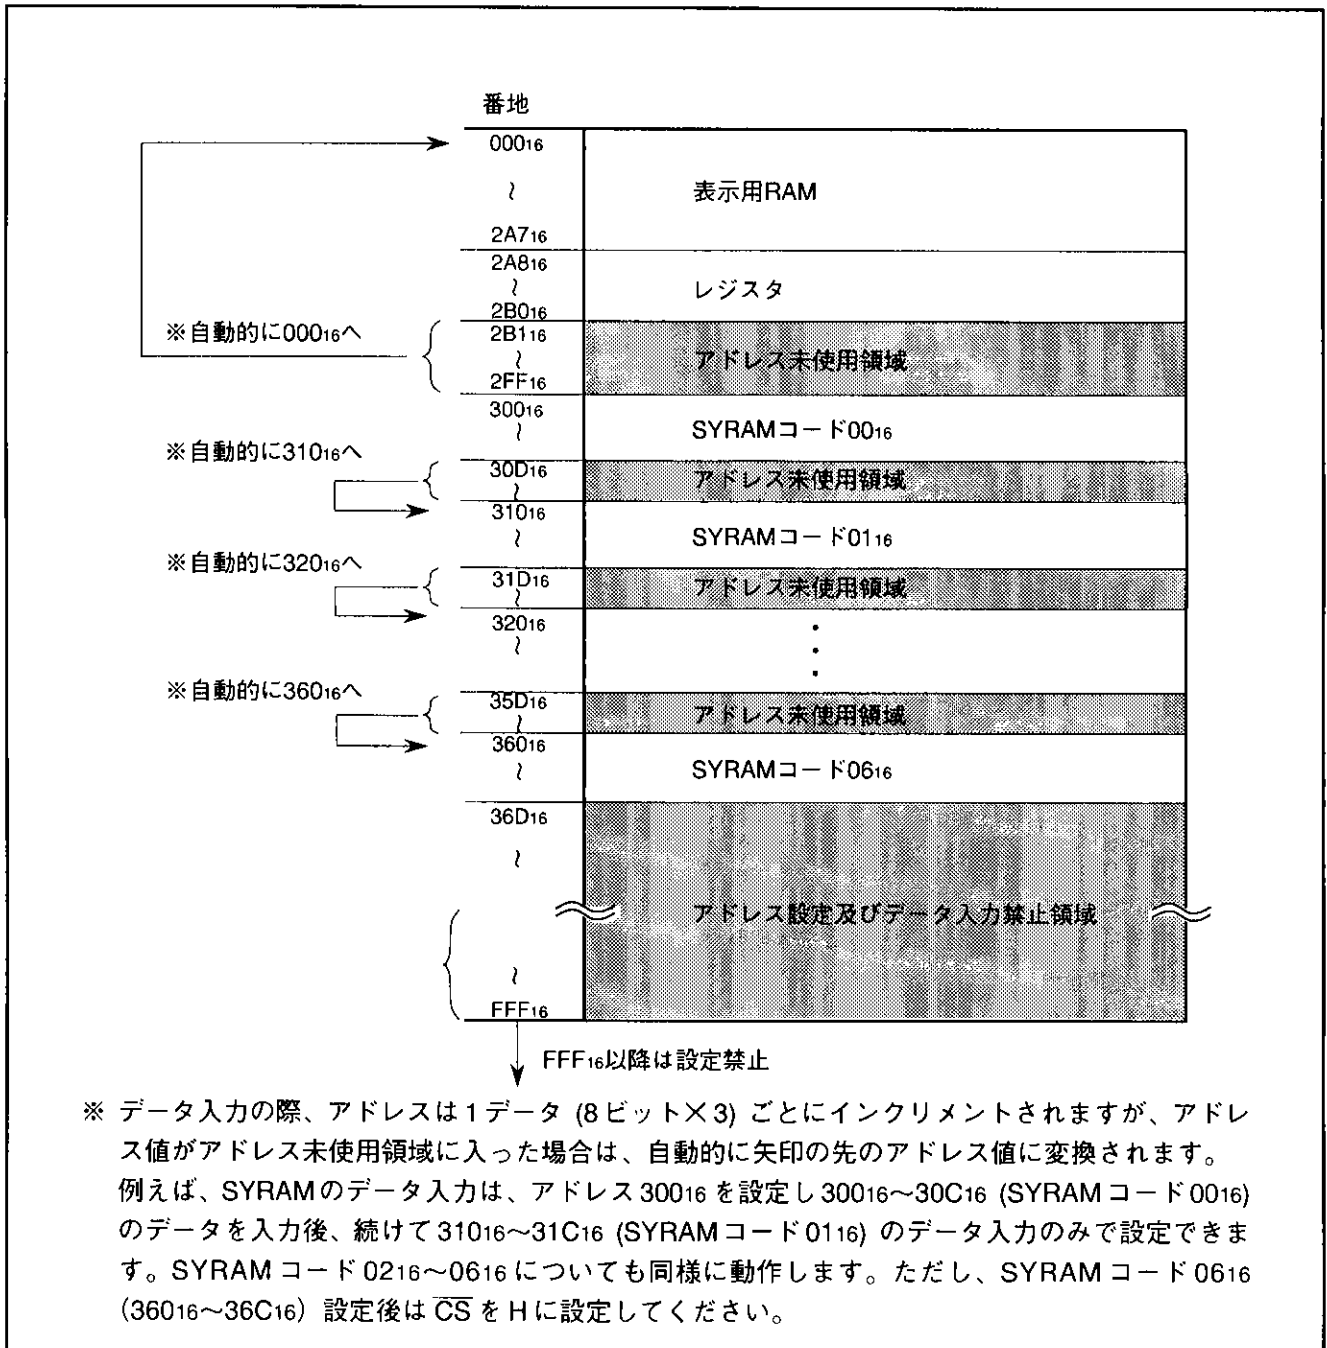 番地
000₁₆
≀
2A7₁₆
表示用RAM
2A8₁₆
≀
2B0₁₆
レジスタ
※自動的に000₁₆へ
2B1₁₆
≀
2FF₁₆
アドレス未使用領域
300₁₆
≀
SYRAMコード00₁₆
※自動的に310₁₆へ
30D₁₆
≀
アドレス未使用領域
310₁₆
≀
SYRAMコード01₁₆
※自動的に320₁₆へ
31D₁₆
≀
アドレス未使用領域
320₁₆
≀
・
・
・
※自動的に360₁₆へ
35D₁₆
≀
アドレス未使用領域
360₁₆
≀
SYRAMコード06₁₆
36D₁₆
≀
アドレス設定及びデータ入力禁止領域
≀
FFF₁₆
FFF₁₆以降は設定禁止
※ データ入力の際、アドレスは1データ (8ビット×3) ごとにインクリメントされますが、アドレ
ス値がアドレス未使用領域に入った場合は、自動的に矢印の先のアドレス値に変換されます。
例えば、SYRAMのデータ入力は、アドレス300₁₆を設定し300₁₆～30C₁₆ (SYRAMコード00₁₆)
のデータを入力後、続けて310₁₆～31C₁₆ (SYRAMコード01₁₆) のデータ入力のみで設定できま
す。SYRAMコード02₁₆～06₁₆についても同様に動作します。ただし、SYRAMコード06₁₆
(360₁₆～36C₁₆) 設定後は C̅S̅ をHに設定してください。